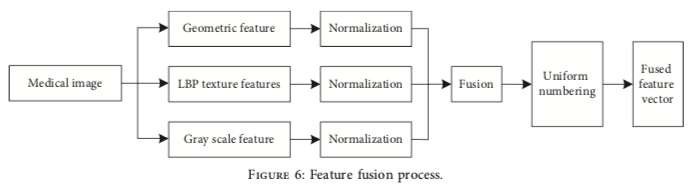 Geometric feature
Normalization
Medical image
LBP texture features
Normalization
Fusion
Uniform
numbering
Fused
feature
vector
Gray scale feature
Normalization
FIGURE 6: Feature fusion process.